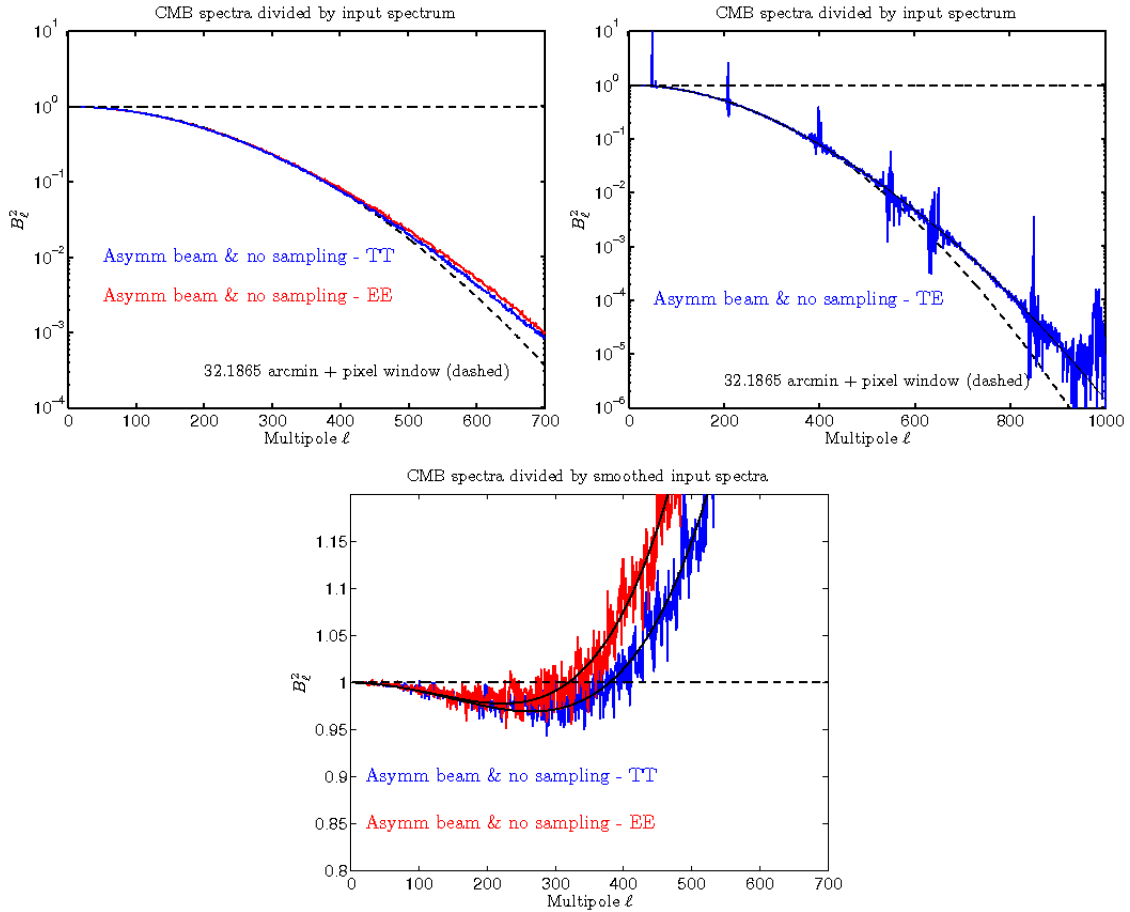 CMB spectra divided by input spectrum
10^1
10^0
10^-1
10^-2
10^-3
10^-4
B_ℓ^2
0 100 200 300 400 500 600 700
Multipole ℓ
Asymm beam & no sampling - TT
Asymm beam & no sampling - EE
32.1865 arcmin + pixel window (dashed)
CMB spectra divided by input spectrum
10^1
10^0
10^-1
10^-2
10^-3
10^-4
10^-5
10^-6
B_ℓ^2
0 200 400 600 800 1000
Multipole ℓ
Asymm beam & no sampling - TE
32.1865 arcmin + pixel window (dashed)
CMB spectra divided by smoothed input spectra
1.15
1.1
1.05
1
0.95
0.9
0.85
0.8
B_ℓ^2
0 100 200 300 400 500 600 700
Multipole ℓ
Asymm beam & no sampling - TT
Asymm beam & no sampling - EE